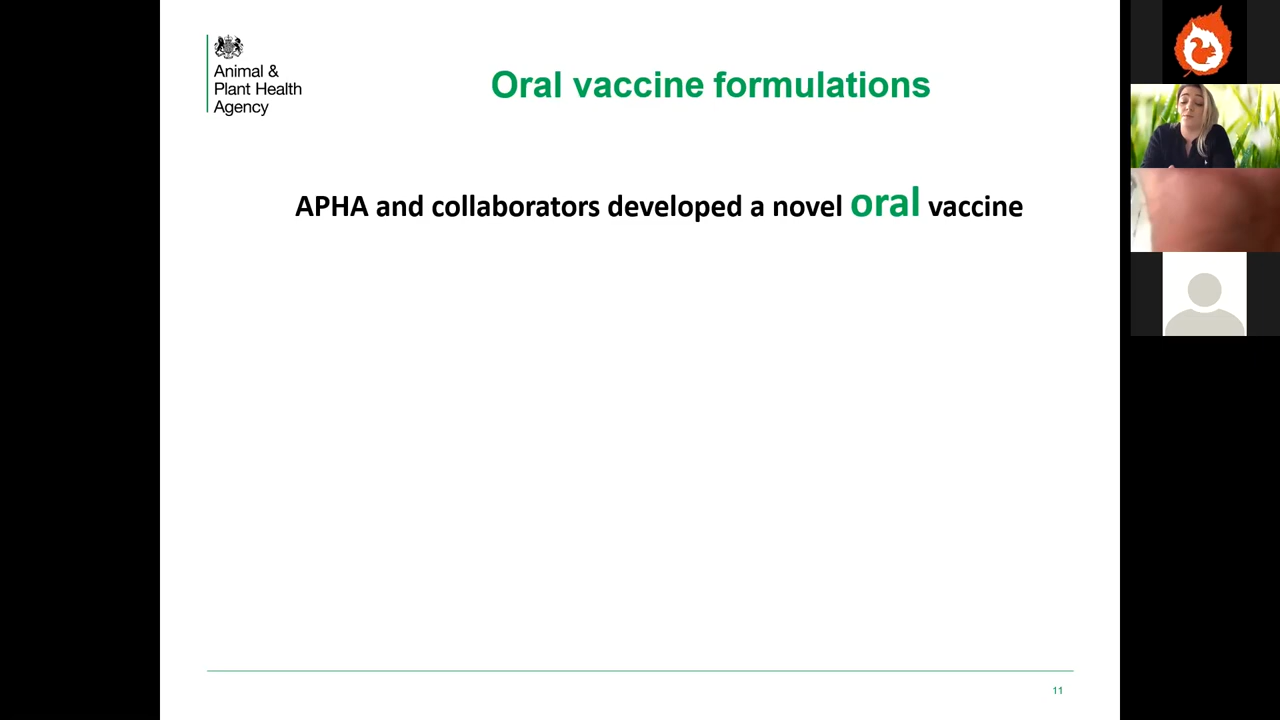 Animal &
Plant Health
Agency
Oral vaccine formulations
APHA and collaborators developed a novel oral vaccine
11